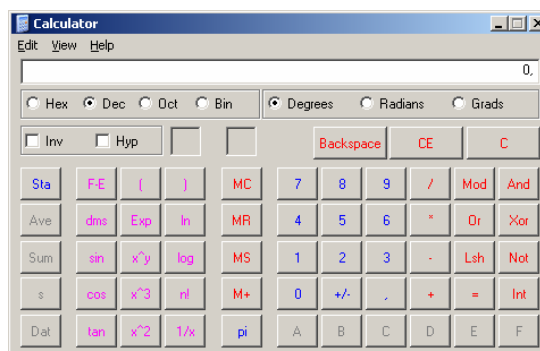 Calculator
Edit View Help
0,
Hex Dec Oct Bin Degrees Radians Grads
Inv Hyp Backspace CE C
Sta F-E ( ) MC 7 8 9 / Mod And
Ave dms Exp ln MR 4 5 6 * Or Xor
Sum sin x^y log MS 1 2 3 - Lsh Not
s cos x^3 n! M+ 0 +/- , + = Int
Dat tan x^2 1/x pi A B C D E F